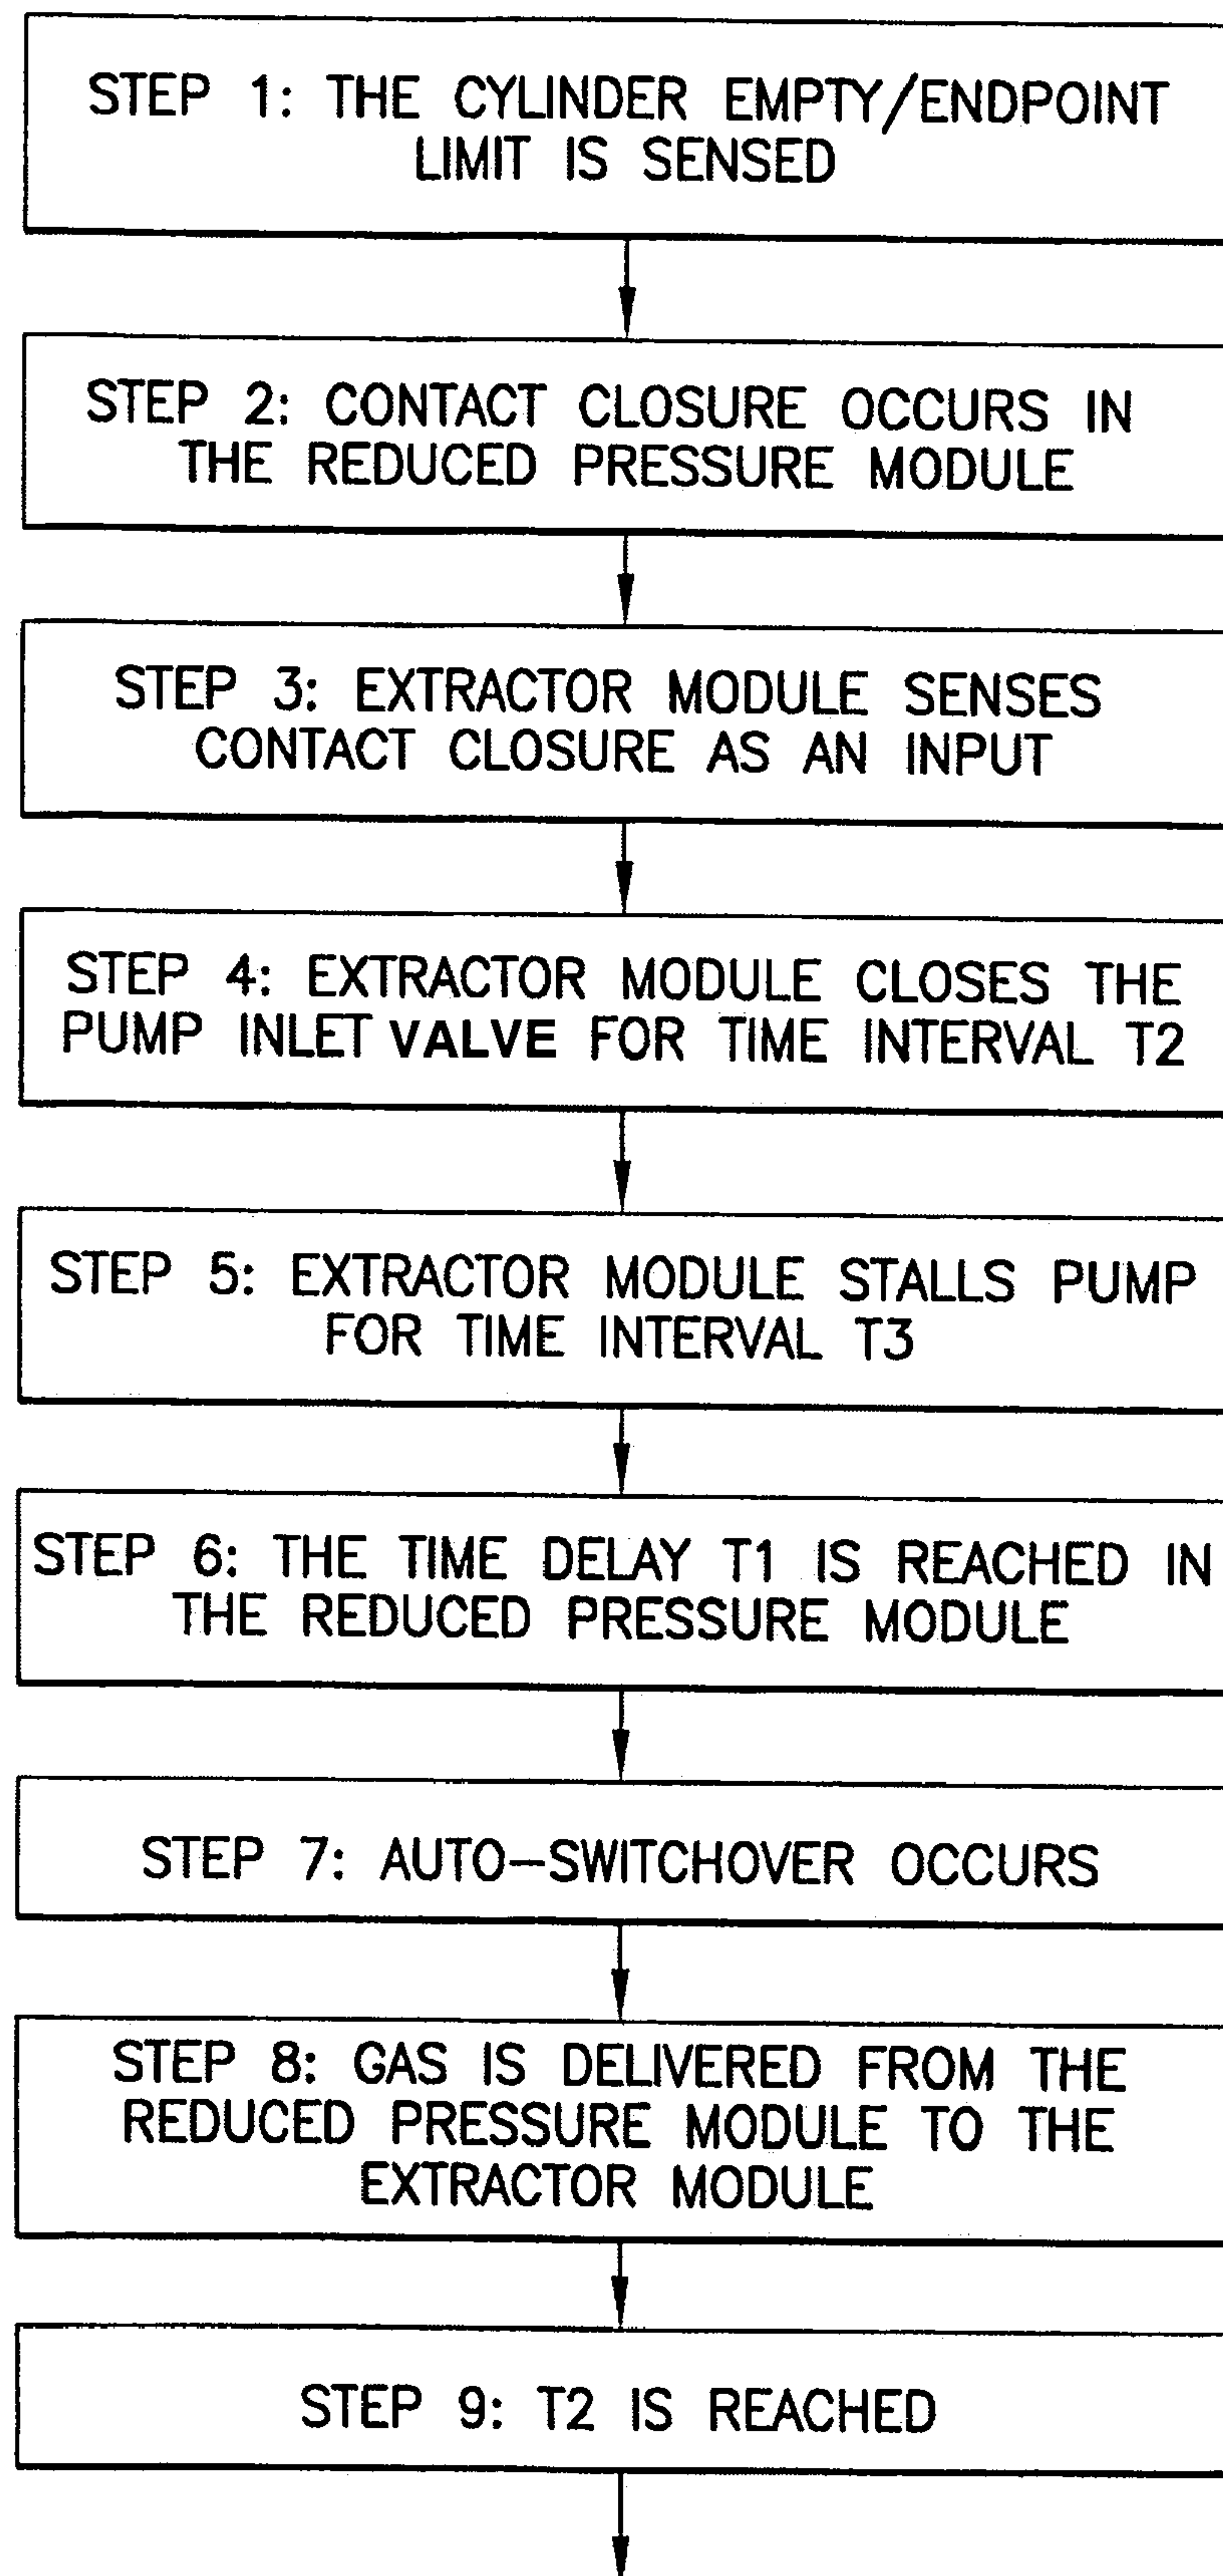 STEP 1: THE CYLINDER EMPTY/ENDPOINT
LIMIT IS SENSED
STEP 2: CONTACT CLOSURE OCCURS IN
THE REDUCED PRESSURE MODULE
STEP 3: EXTRACTOR MODULE SENSES
CONTACT CLOSURE AS AN INPUT
STEP 4: EXTRACTOR MODULE CLOSES THE
PUMP INLET VALVE FOR TIME INTERVAL T2
STEP 5: EXTRACTOR MODULE STALLS PUMP
FOR TIME INTERVAL T3
STEP 6: THE TIME DELAY T1 IS REACHED IN
THE REDUCED PRESSURE MODULE
STEP 7: AUTO-SWITCHOVER OCCURS
STEP 8: GAS IS DELIVERED FROM THE
REDUCED PRESSURE MODULE TO THE
EXTRACTOR MODULE
STEP 9: T2 IS REACHED